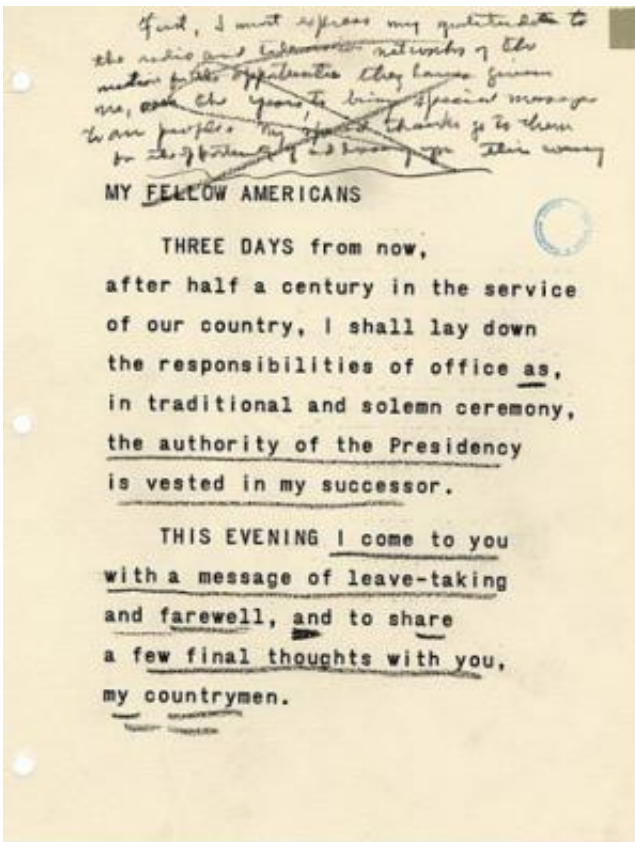 First, I must express my gratitude to
the radio and television networks of the
nation for the opportunities they have given
me, over the years, to bring special messages
to our people. My special thanks go to them
for the opportunity of addressing you this evening
MY FELLOW AMERICANS
THREE DAYS from now,
after half a century in the service
of our country, I shall lay down
the responsibilities of office as,
in traditional and solemn ceremony,
the authority of the Presidency
is vested in my successor.
THIS EVENING I come to you
with a message of leave-taking
and farewell, and to share
a few final thoughts with you,
my countrymen.